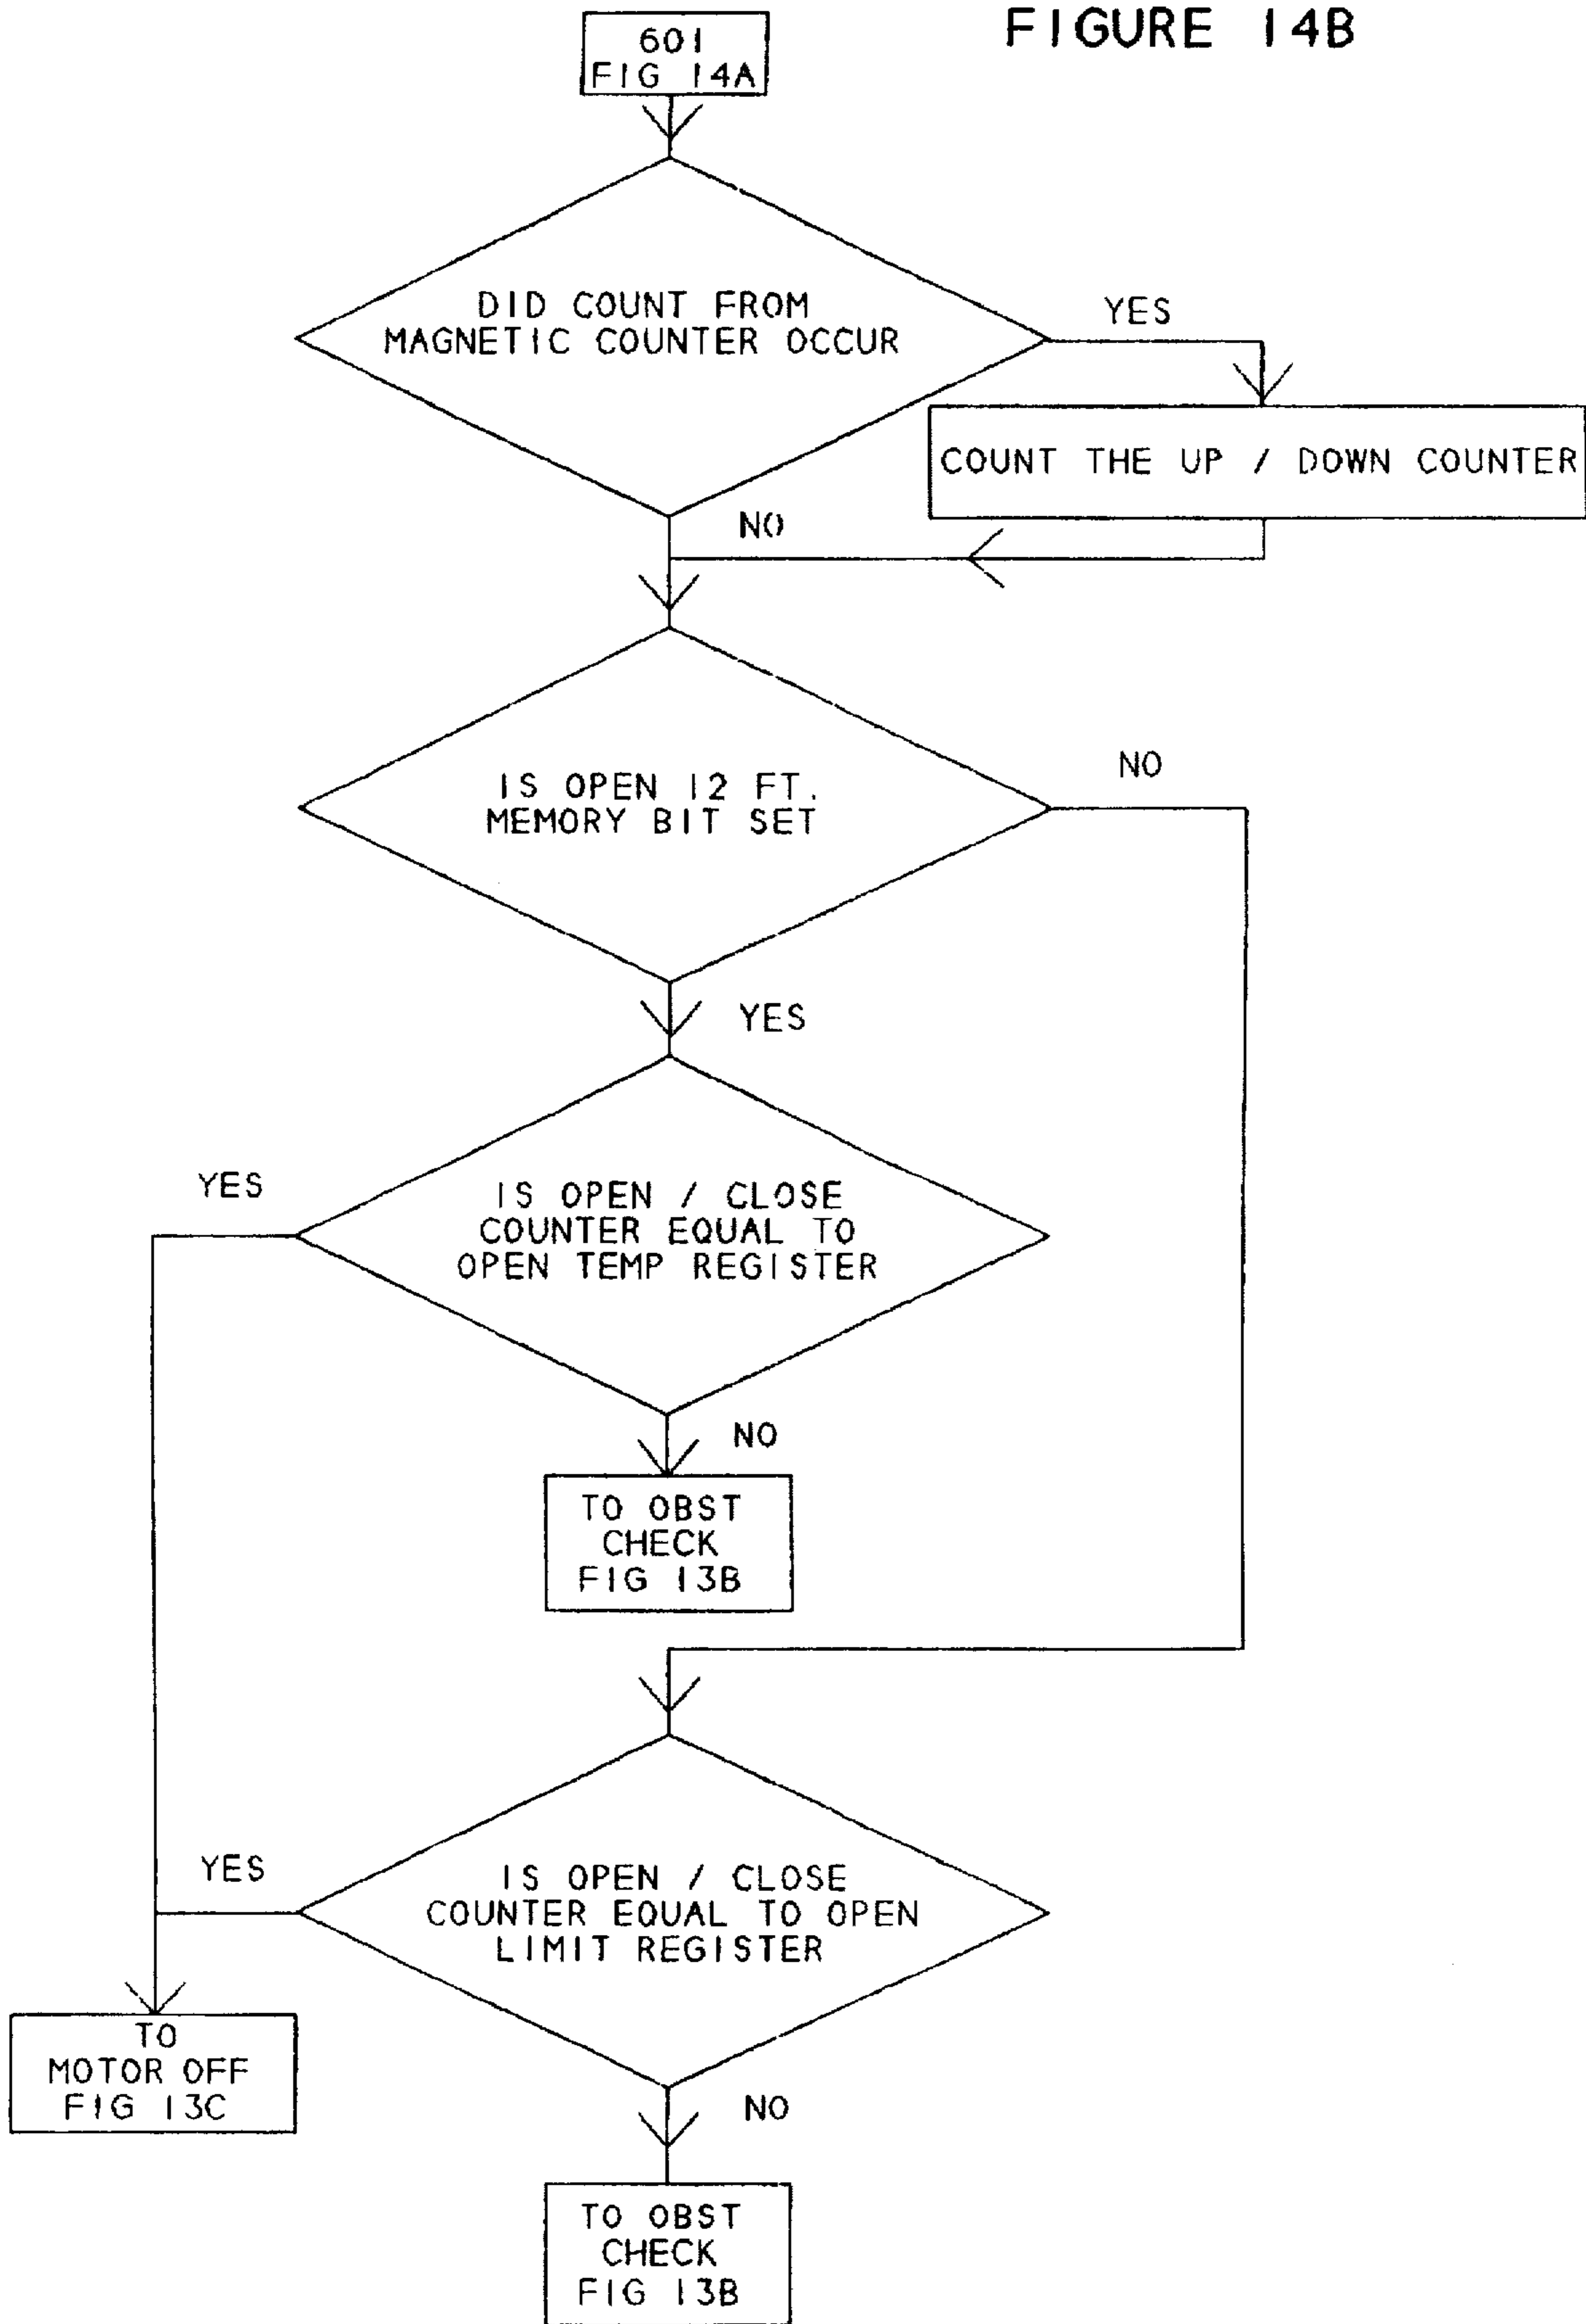 FIGURE 14B
601
FIG 14A
DID COUNT FROM
MAGNETIC COUNTER OCCUR
YES
COUNT THE UP / DOWN COUNTER
NO
IS OPEN 12 FT.
MEMORY BIT SET
NO
YES
IS OPEN / CLOSE
COUNTER EQUAL TO
OPEN TEMP REGISTER
YES
NO
TO OBST
CHECK
FIG 13B
IS OPEN / CLOSE
COUNTER EQUAL TO OPEN
LIMIT REGISTER
YES
TO
MOTOR OFF
FIG 13C
NO
TO OBST
CHECK
FIG 13B